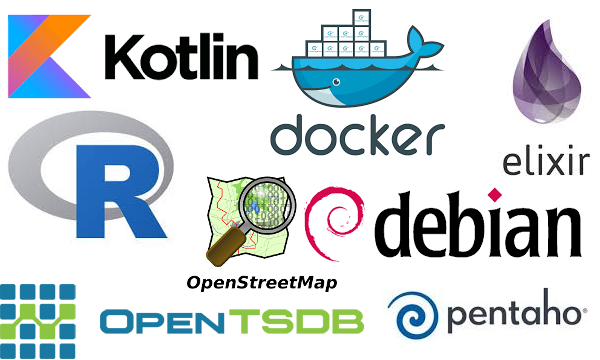 Kotlin
docker
elixir
R
OpenStreetMap
debian
OPENTSDB
pentaho®